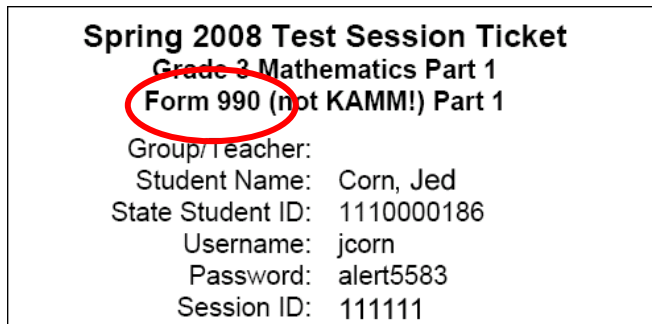 Spring 2008 Test Session Ticket
Grade 3 Mathematics Part 1
Form 990 (not KAMM!) Part 1
Group/Teacher:
Student Name: Corn, Jed
State Student ID: 1110000186
Username: jcorn
Password: alert5583
Session ID: 111111